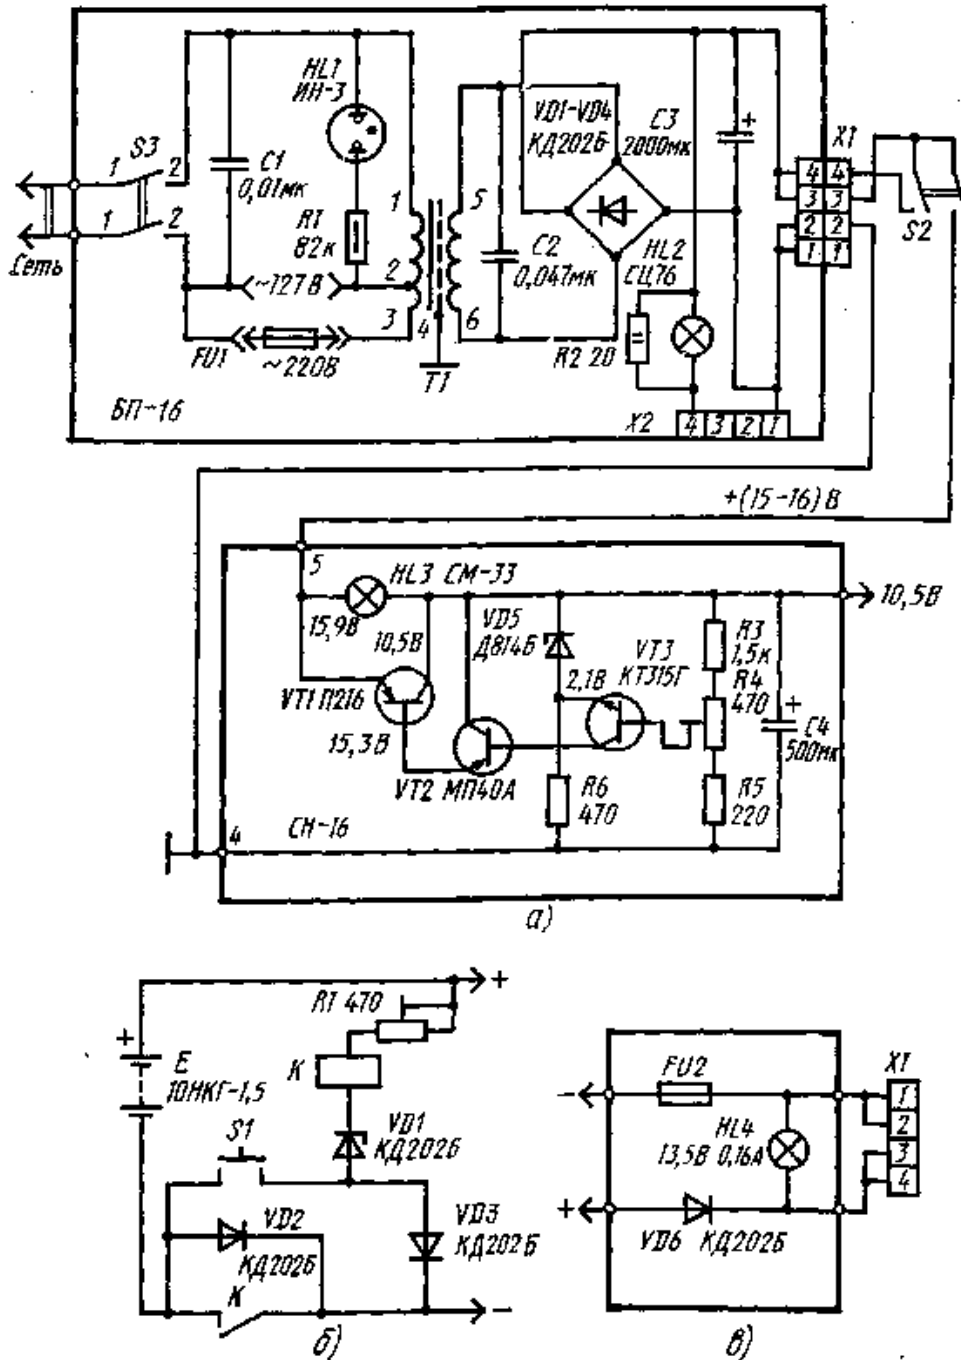 HL1
ИН-3
S3
1
2
C1
0,01мк
R1
82к
1
2
Сеть
~127В
FU1
~220В
1
2
3
4
T1
5
6
C2
0,047мк
VD1-VD4
КД202Б
C3
2000мк
+
HL2
СЦ76
R2 20
X2
4 3 2 1
X1
4 4
3 3
2 2
1 1
S2
БП-16
+(15-16)В
5
HL3 СМ-33
15,9В
10,5В
VD5
Д814Б
VT3
КТ315Г
2,1В
R3
1,5к
R4
470
+
C4
500мк
10,5В
VT1 П216
15,3В
VT2 МП40А
R6
470
R5
220
4
СН-16
а)
+
R1 470
+
E
10НКГ-1,5
K
VD1
КД202Б
S1
VD2
КД202Б
K
VD3
КД202Б
-
б)
-
FU2
X1
1
2
3
4
HL4
13,5В 0,16А
+
VD6 КД202Б
в)